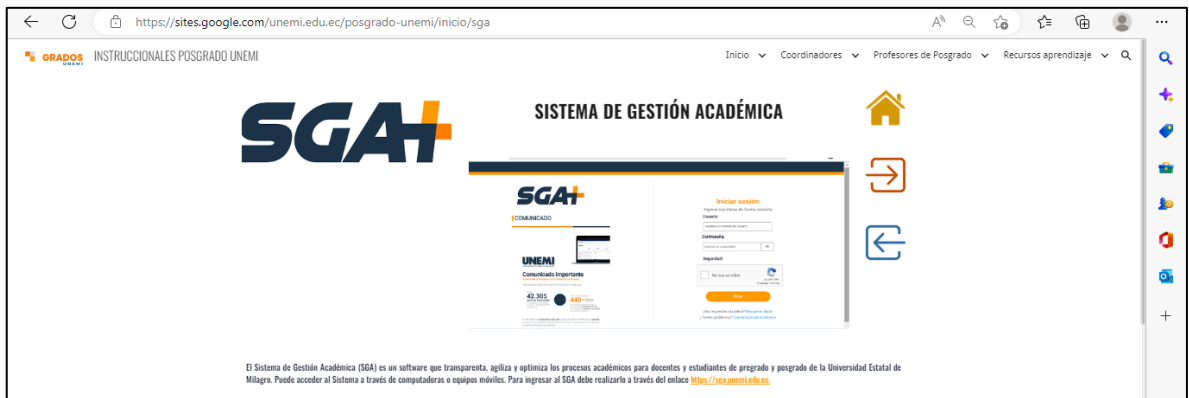 https://sites.google.com/unemi.edu.ec/posgrado-unemi/inicio/sga
GRADOS UNEMI INSTRUCCIONALES POSGRADO UNEMI
Inicio Coordinadores Profesores de Posgrado Recursos aprendizaje
SGA+
SISTEMA DE GESTIÓN ACADÉMICA
SGA+
COMUNICADO
UNEMI
Comunicado Importante
42.305
440
Iniciar sesión
Usuario
Contraseña
Seguridad
No soy un robot
El Sistema de Gestión Académica (SGA) es un software que transparenta, agiliza y optimiza los procesos académicos para docentes y estudiantes de pregrado y posgrado de la Universidad Estatal de
Milagro. Puede acceder al Sistema a través de computadoras o equipos móviles. Para ingresar al SGA debe realizarlo a través del enlace https://sga.unemi.edu.ec.